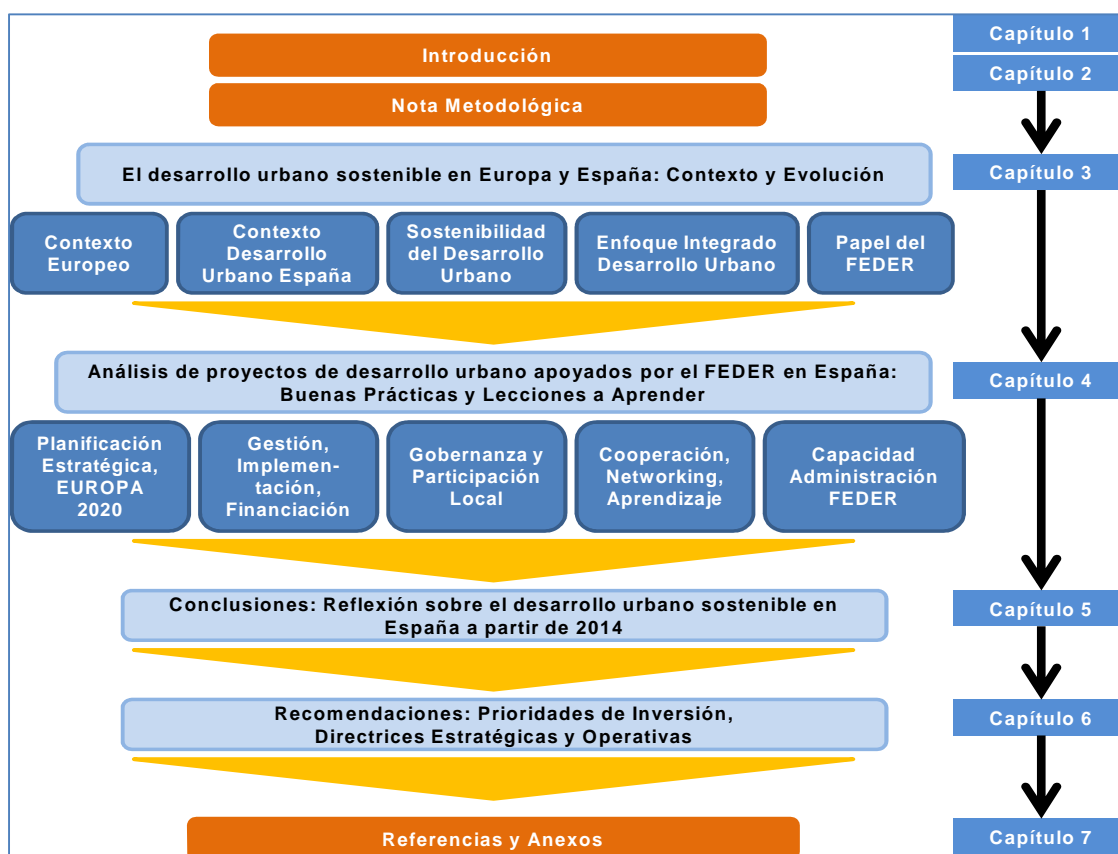 Introducción
Capítulo 1
Nota Metodológica
Capítulo 2
El desarrollo urbano sostenible en Europa y España: Contexto y Evolución
Capítulo 3
Contexto
Europeo
Contexto
Desarrollo
Urbano España
Sostenibilidad
del Desarrollo
Urbano
Enfoque Integrado
Desarrollo Urbano
Papel del
FEDER
Análisis de proyectos de desarrollo urbano apoyados por el FEDER en España:
Buenas Prácticas y Lecciones a Aprender
Capítulo 4
Planificación
Estratégica,
EUROPA
2020
Gestión,
Implemen-
tación,
Financiación
Gobernanza y
Participación
Local
Cooperación,
Networking,
Aprendizaje
Capacidad
Administración
FEDER
Conclusiones: Reflexión sobre el desarrollo urbano sostenible en
España a partir de 2014
Capítulo 5
Recomendaciones: Prioridades de Inversión,
Directrices Estratégicas y Operativas
Capítulo 6
Referencias y Anexos
Capítulo 7